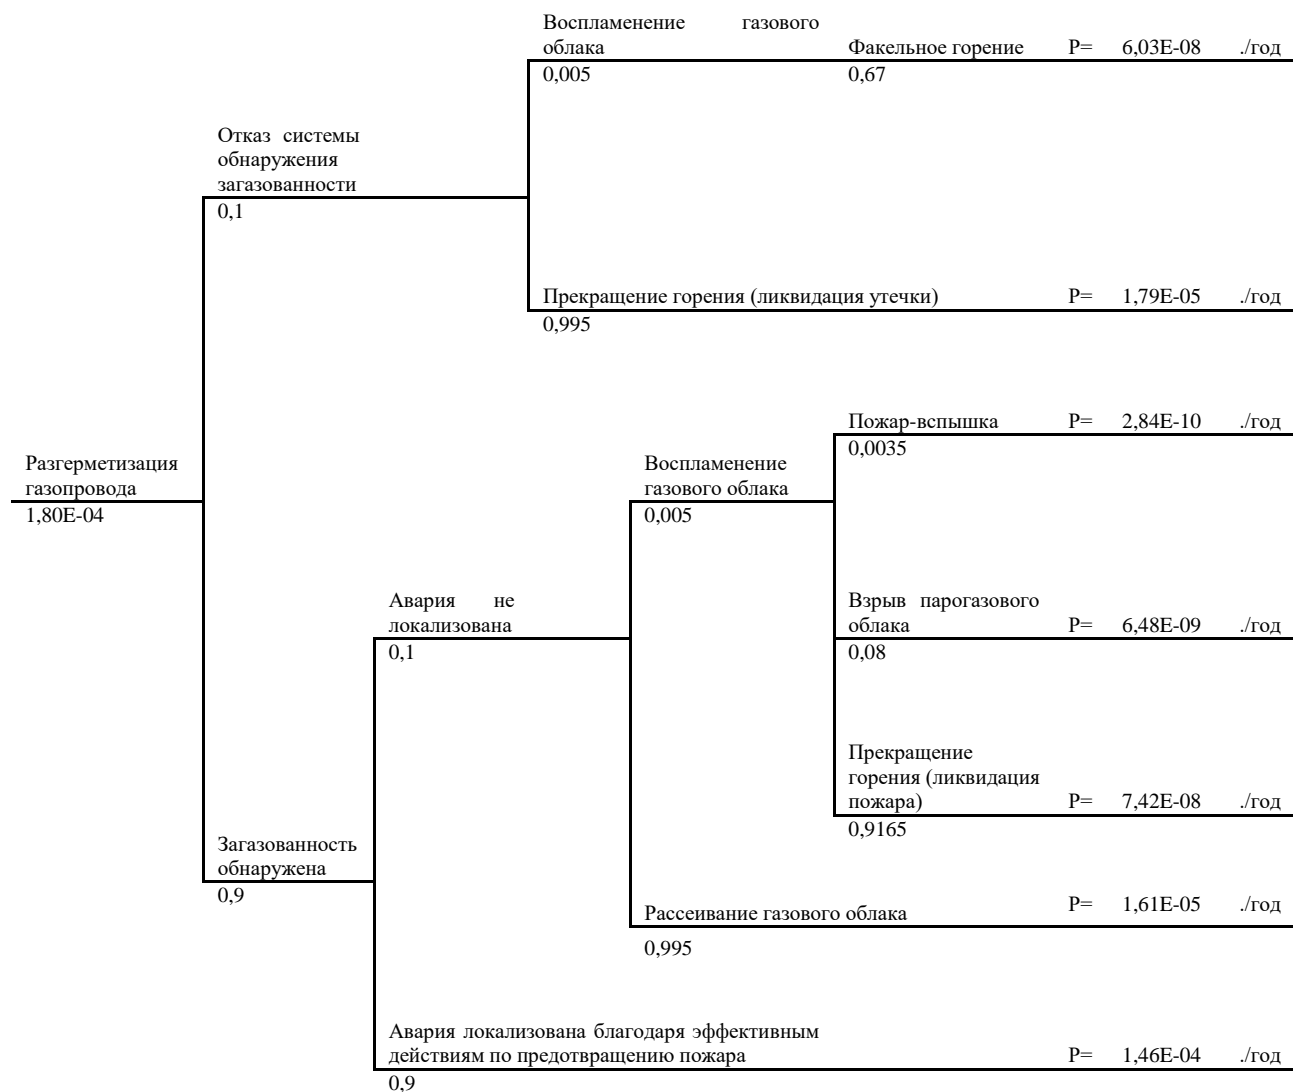 Воспламенение газового
облака
Факельное горение P= 6,03E-08 ./год
0,005
0,67
Отказ системы
обнаружения
загазованности
0,1
Прекращение горения (ликвидация утечки) P= 1,79E-05 ./год
0,995
Пожар-вспышка P= 2,84E-10 ./год
0,0035
Разгерметизация
газопровода
1,80E-04
Воспламенение
газового облака
0,005
Авария не
локализована
0,1
Взрыв парогазового
облака P= 6,48E-09 ./год
0,08
Прекращение
горения (ликвидация
пожара) P= 7,42E-08 ./год
0,9165
Загазованность
обнаружена
0,9
Рассеивание газового облака P= 1,61E-05 ./год
0,995
Авария локализована благодаря эффективным
действиям по предотвращению пожара P= 1,46E-04 ./год
0,9